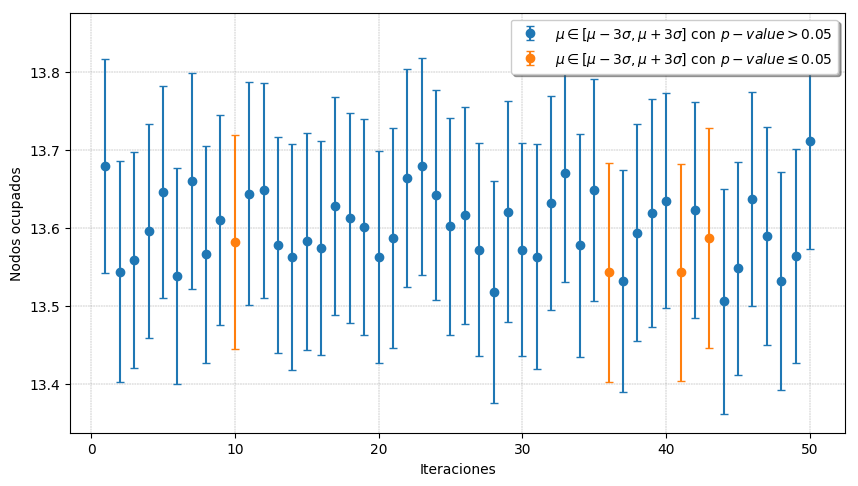 μ ∈ [μ − 3σ, μ + 3σ] con p − value > 0.05
μ ∈ [μ − 3σ, μ + 3σ] con p − value ≤ 0.05
13.8
13.7
13.6
13.5
13.4
Nodos ocupados
0 10 20 30 40 50
Iteraciones